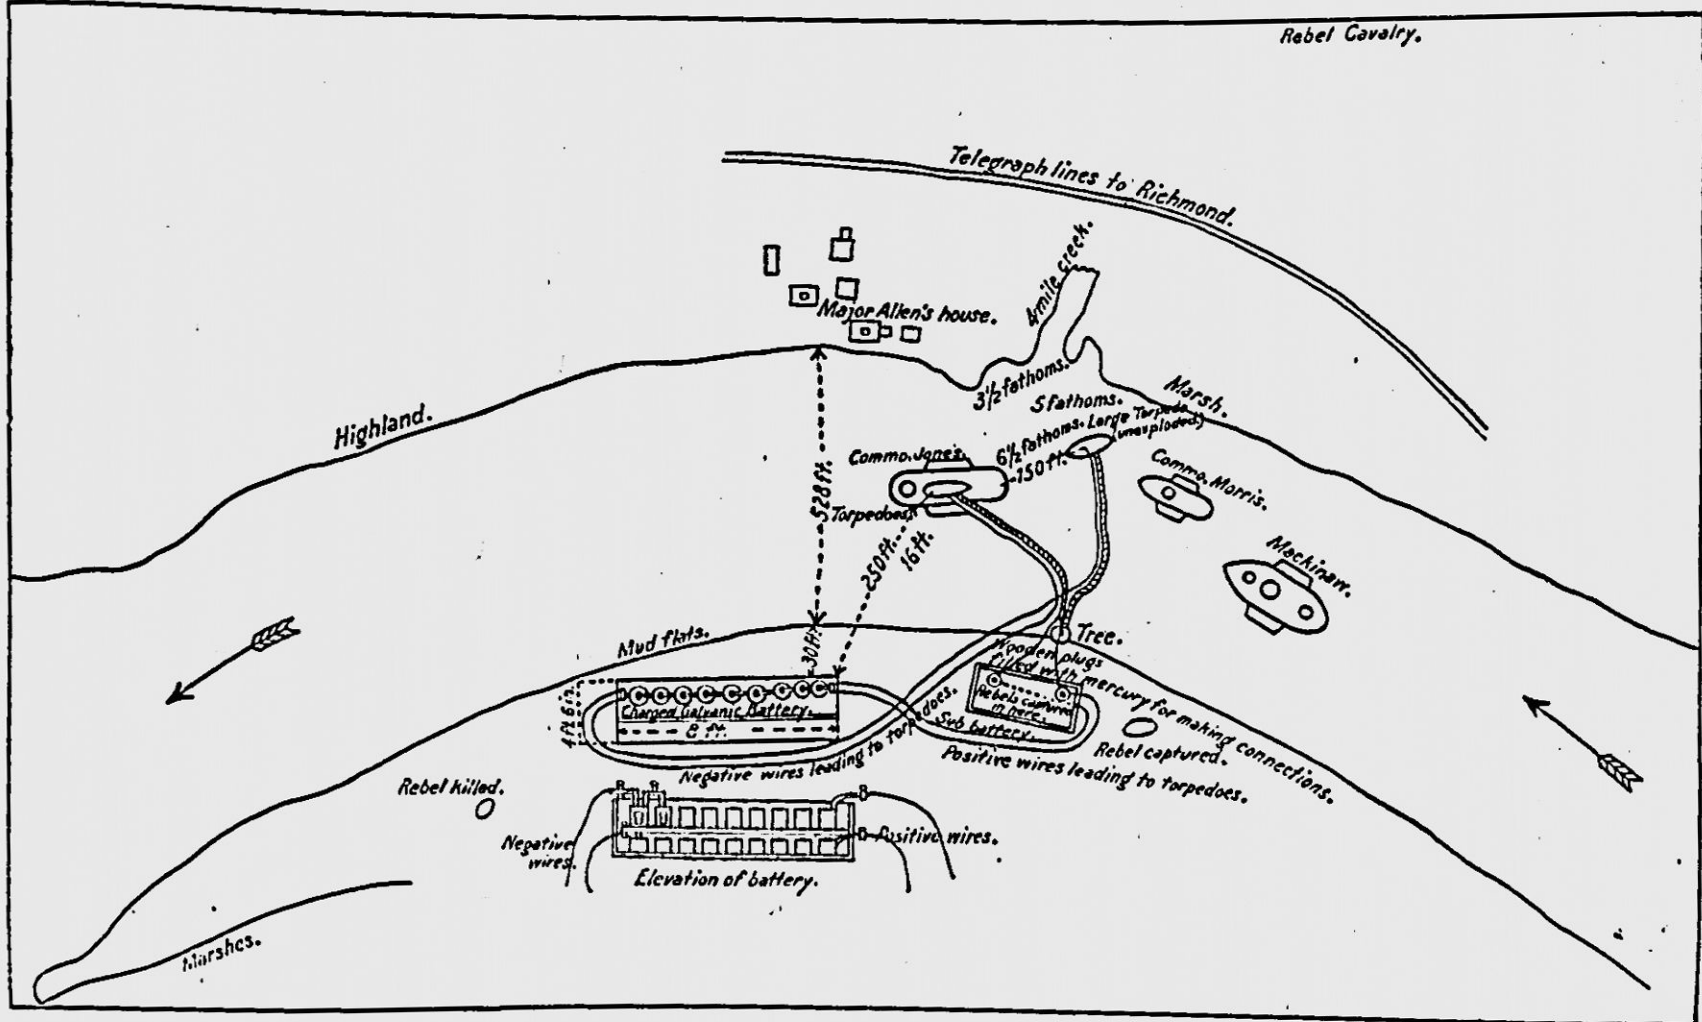 Rebel Cavalry.
Telegraph lines to Richmond.
4 mile creek.
Major Allen's house.
3½ fathoms.
Marsh.
5 fathoms.
Highland.
6½ fathoms.
Large Torpedo
(unexploded.)
Commo. Jones.
150 ft.
Commo. Morris.
528 ft.
Torpedoes.
250 ft.
16 ft.
Mackinaw.
Mud flats.
30 ft.
Tree.
Wooden plugs
filled with mercury for making connections.
4 ft 6 in.
Charged Galvanic Battery.
8 ft.
Rebels captured
in here.
Sub battery.
Rebel captured.
Negative wires leading to torpedoes.
Positive wires leading to torpedoes.
Rebel killed.
Negative
wires.
Positive wires.
Elevation of battery.
Marshes.